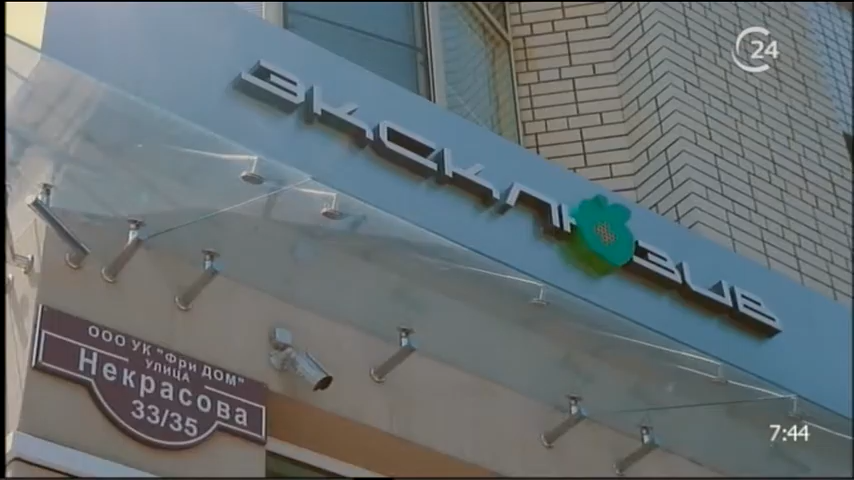 C 24
ЭКСКЛЮЗИВ
ООО УК "Фри ДОМ"
УЛИЦА
Некрасова
33/35
7:44